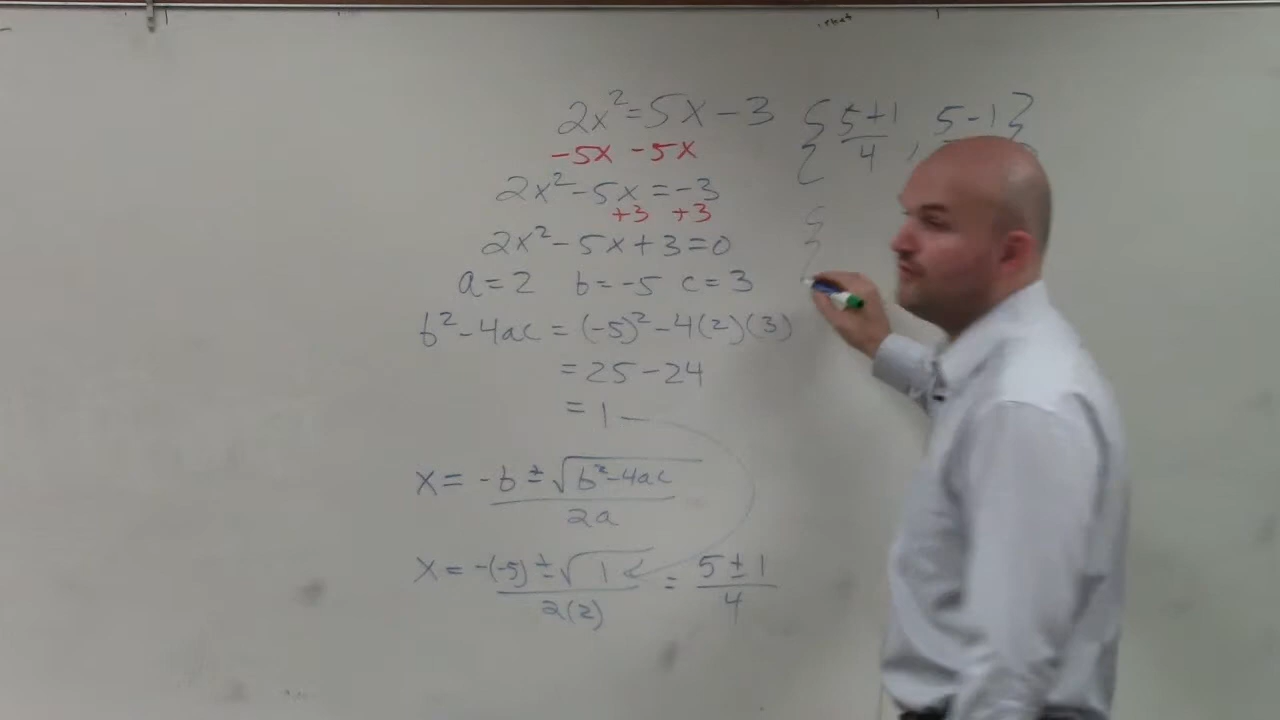 2x² = 5x - 3
-5x -5x
2x² - 5x = -3
+3 +3
2x² - 5x + 3 = 0
a = 2 b = -5 c = 3
b² - 4ac = (-5)² - 4(2)(3)
= 25 - 24
= 1
x = -b ± √b² - 4ac
2a
x = -(-5) ± √1 = 5 ± 1
2(2) 4
{ 5+1 , 5-1 }
4
{